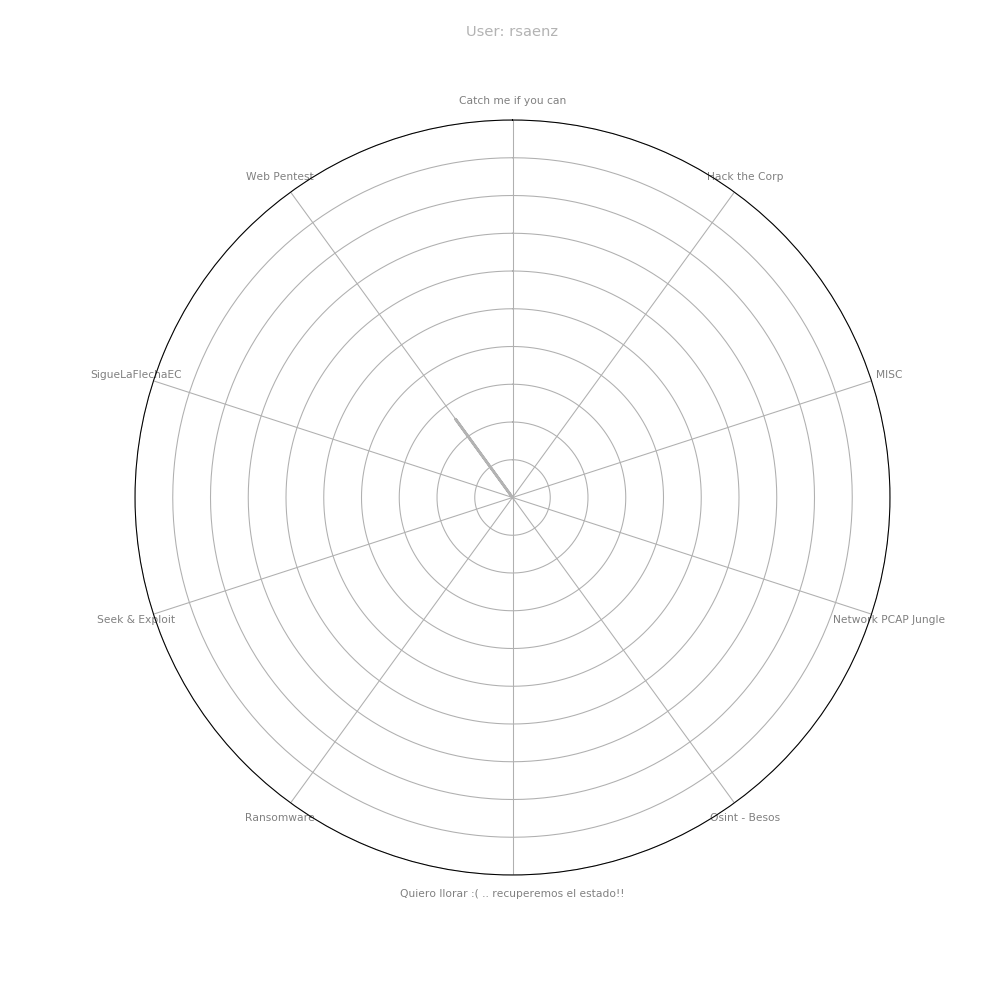 User: rsaenz
Catch me if you can
Web Pentest
Hack the Corp
SigueLaFlechaEC
MISC
Seek & Exploit
Network PCAP Jungle
Ransomware
Osint - Besos
Quiero llorar :( .. recuperemos el estado!!